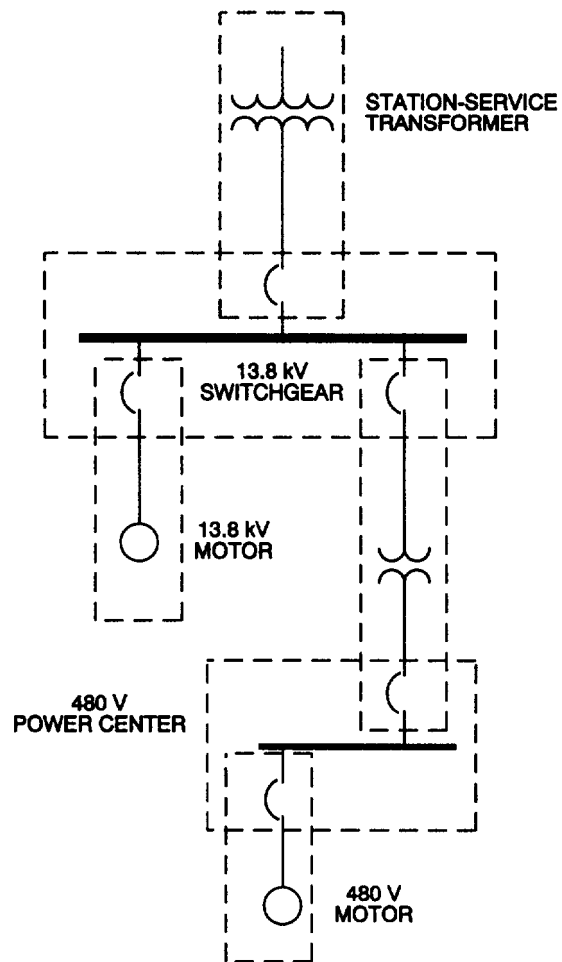 STATION-SERVICE
TRANSFORMER
13.8 kV
SWITCHGEAR
13.8 kV
MOTOR
480 V
POWER CENTER
480 V
MOTOR